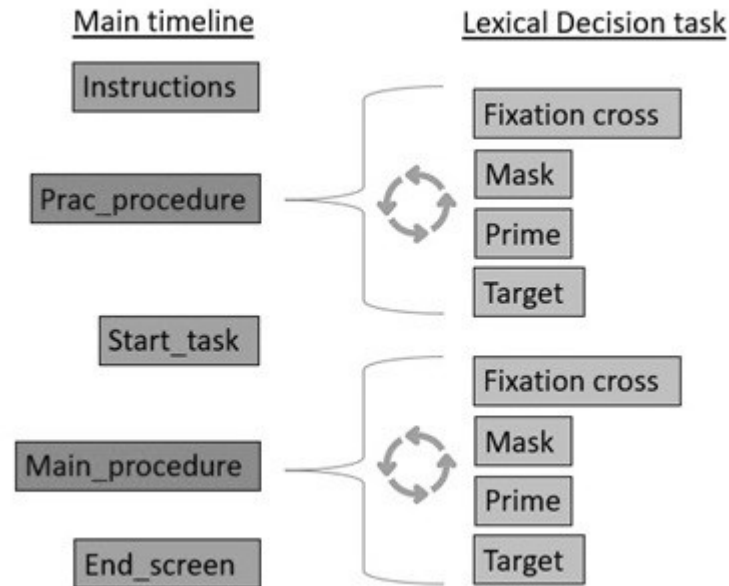 Main timeline
Instructions
Prac_procedure
Start_task
Main_procedure
End_screen
Lexical Decision task
Fixation cross
Mask
Prime
Target
Fixation cross
Mask
Prime
Target